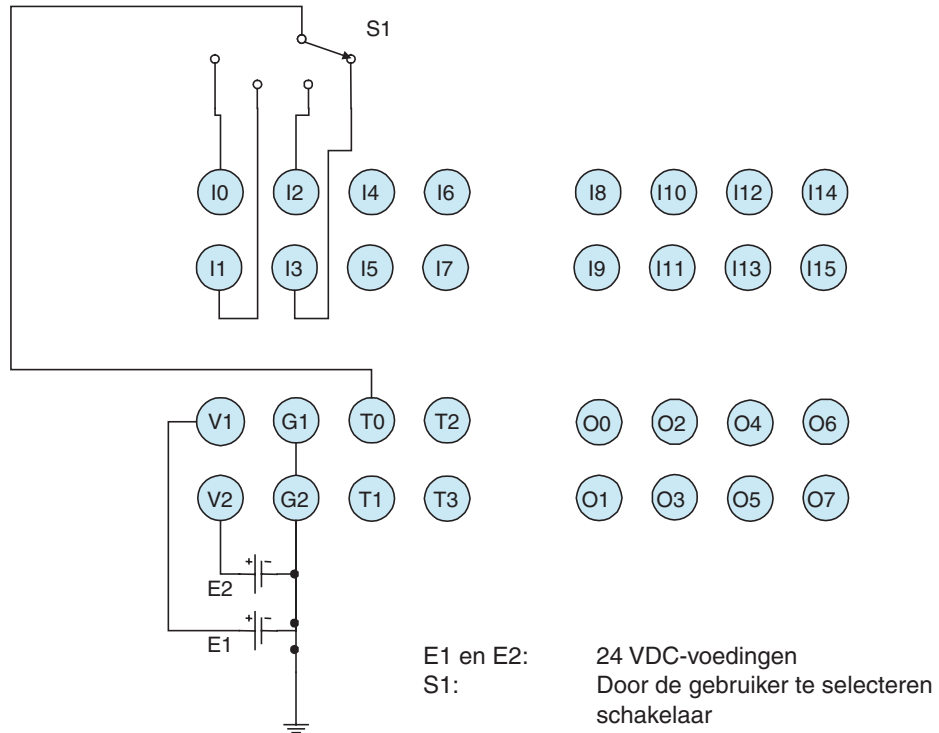 S1
I0 I2 I4 I6 I8 I10 I12 I14
I1 I3 I5 I7 I9 I11 I13 I15
V1 G1 T0 T2 O0 O2 O4 O6
V2 G2 T1 T3 O1 O3 O5 O7
+ -
E2
+ -
E1
E1 en E2: 24 VDC-voedingen
S1: Door de gebruiker te selecteren
schakelaar